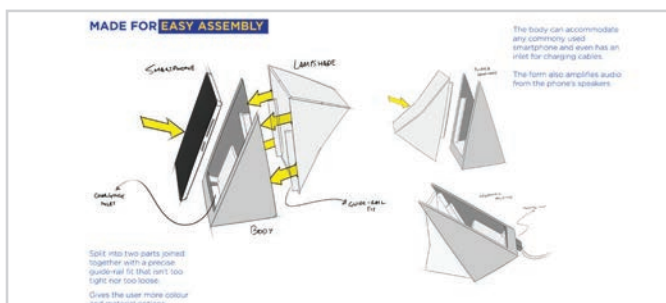 MADE FOR EASY ASSEMBLY
The body can accommodate
any commony used
smartphone and even has an
inlet for charging cables.
The form also amplifies audio
from the phone's speakers.
SMARTPHONE
LAMPSHADE
CHARGING
INLET
BODY
GUIDE-RAIL
FIT
Split into two parts joined
together with a precise
guide-rail fit that isn't too
tight nor too loose.
Gives the user more colour